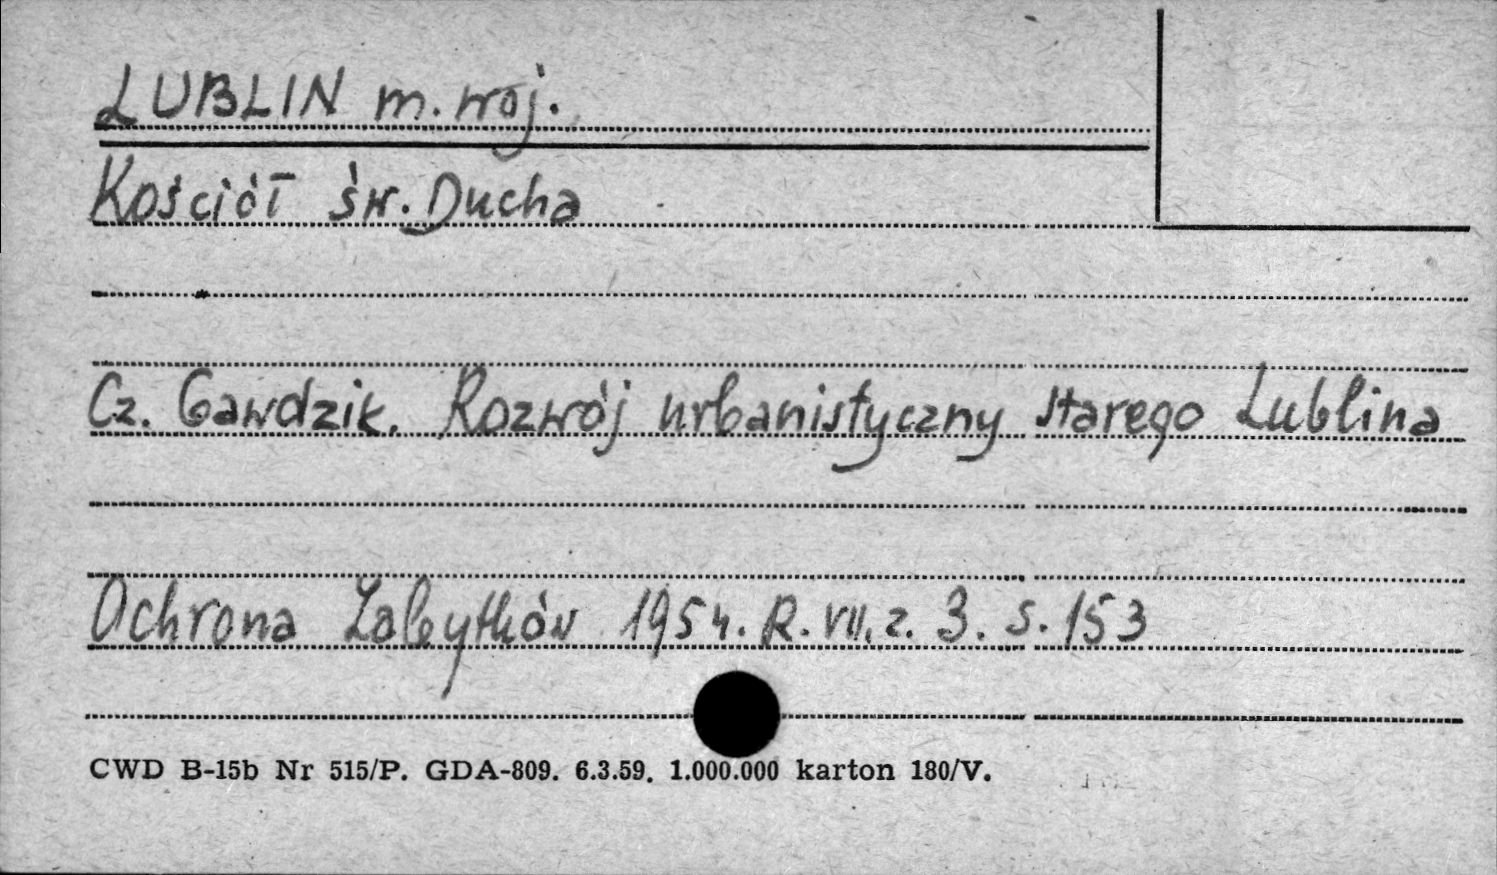 LUBLIN m. woj.
Kościół św. Ducha
Cz. Gawdzik. Rozwój urbanistyczny starego Lublina
Ochrona Zabytków 1954. R. VII. z. 3. s. 153
CWD B-15b Nr 515/P. GDA-809. 6.3.59. 1.000.000 karton 180/V.